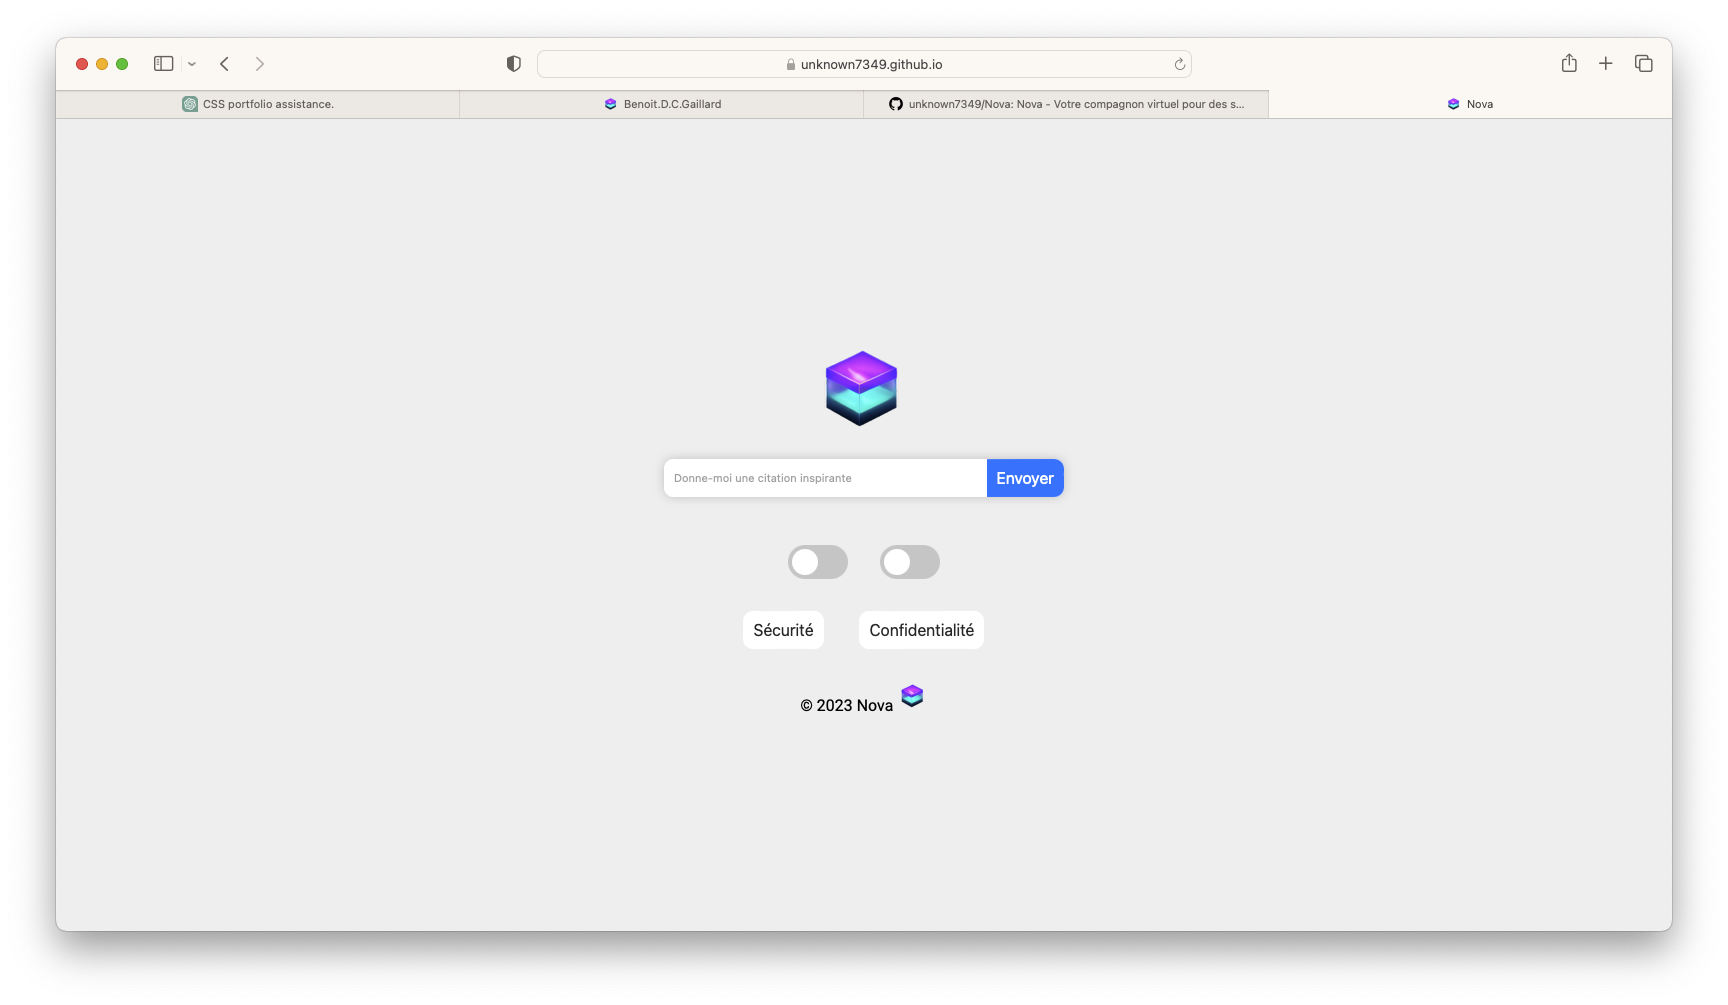 unknown7349.github.io
CSS portfolio assistance.
Benoit.D.C.Gaillard
unknown7349/Nova: Nova - Votre compagnon virtuel pour des s...
Nova
Donne-moi une citation inspirante
Envoyer
Sécurité
Confidentialité
© 2023 Nova